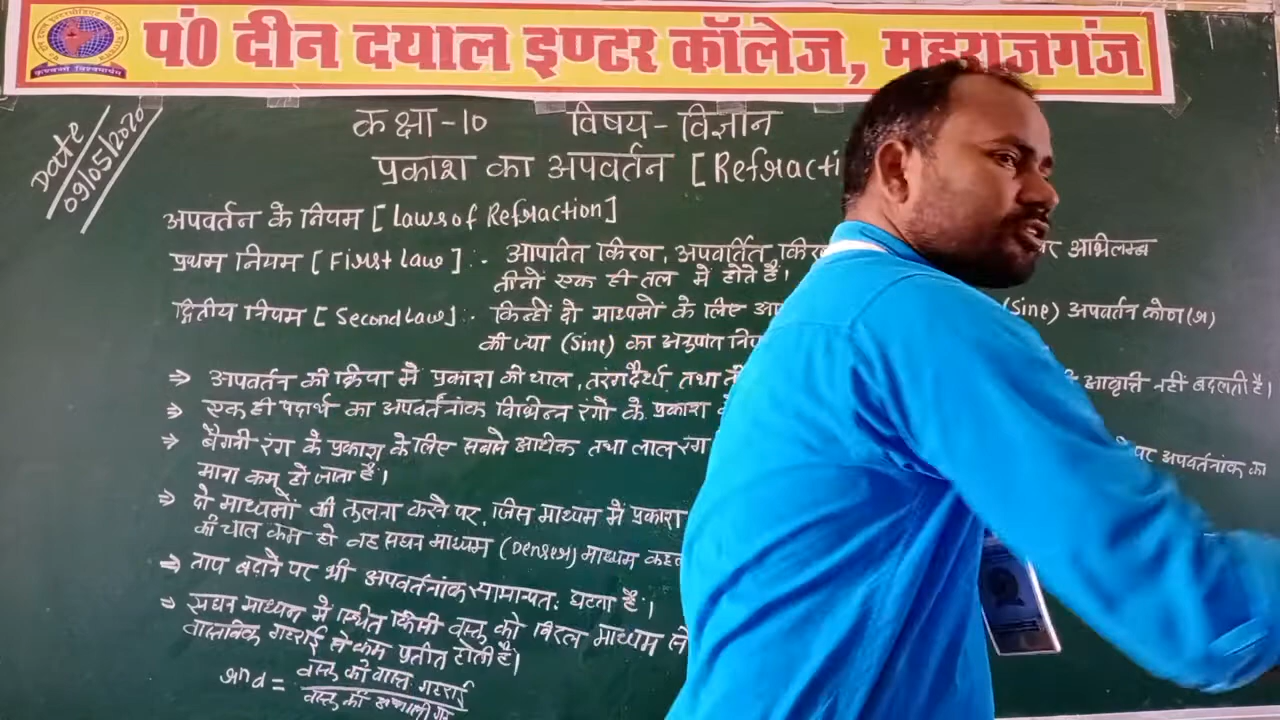 पं0 दीन दयाल इण्टर कॉलेज, महराजगंज
Date
09/05/2020
कक्षा-10 विषय- विज्ञान
प्रकाश का अपवर्तन [Refracti
अपवर्तन के नियम [Laws of Refraction]
प्रथम नियम [First Law] :- आपतित किरण, अपवर्तित किर पर अभिलम्ब
तीनों एक ही तल में होते हैं।
द्वितीय नियम [Second Law] :- किन्हीं दो माध्यमों के लिए आ (Sine) अपवर्तन कोण (r)
की ज्या (Sine) का अनुपात नि
⇒ अपवर्तन की क्रिया में प्रकाश की चाल, तरंगदैर्ध्य तथा ती आवृत्ति नहीं बदलती है।
⇒ एक ही पदार्थ का अपवर्तनांक विभिन्न रंगो के प्रकाश के
⇒ बैगनी रंग के प्रकाश के लिए सबसे अधिक तथा लाल रंग पर अपवर्तनांक का
मान कम हो जाता है।
⇒ दो माध्यमों की तुलना करने पर, जिस माध्यम में प्रकाश
की चाल कम हो वह सघन माध्यम (Denser) माध्यम कहल
⇒ ताप बढ़ाने पर भी अपवर्तनांक सामान्यत: घटता है।
⇒ सघन माध्यम में स्थित किसी वस्तु को विरल माध्यम से
वास्तविक गहराई से कम प्रतीत होती है।
वस्तु की वास्त. गहराई
वस्तु की